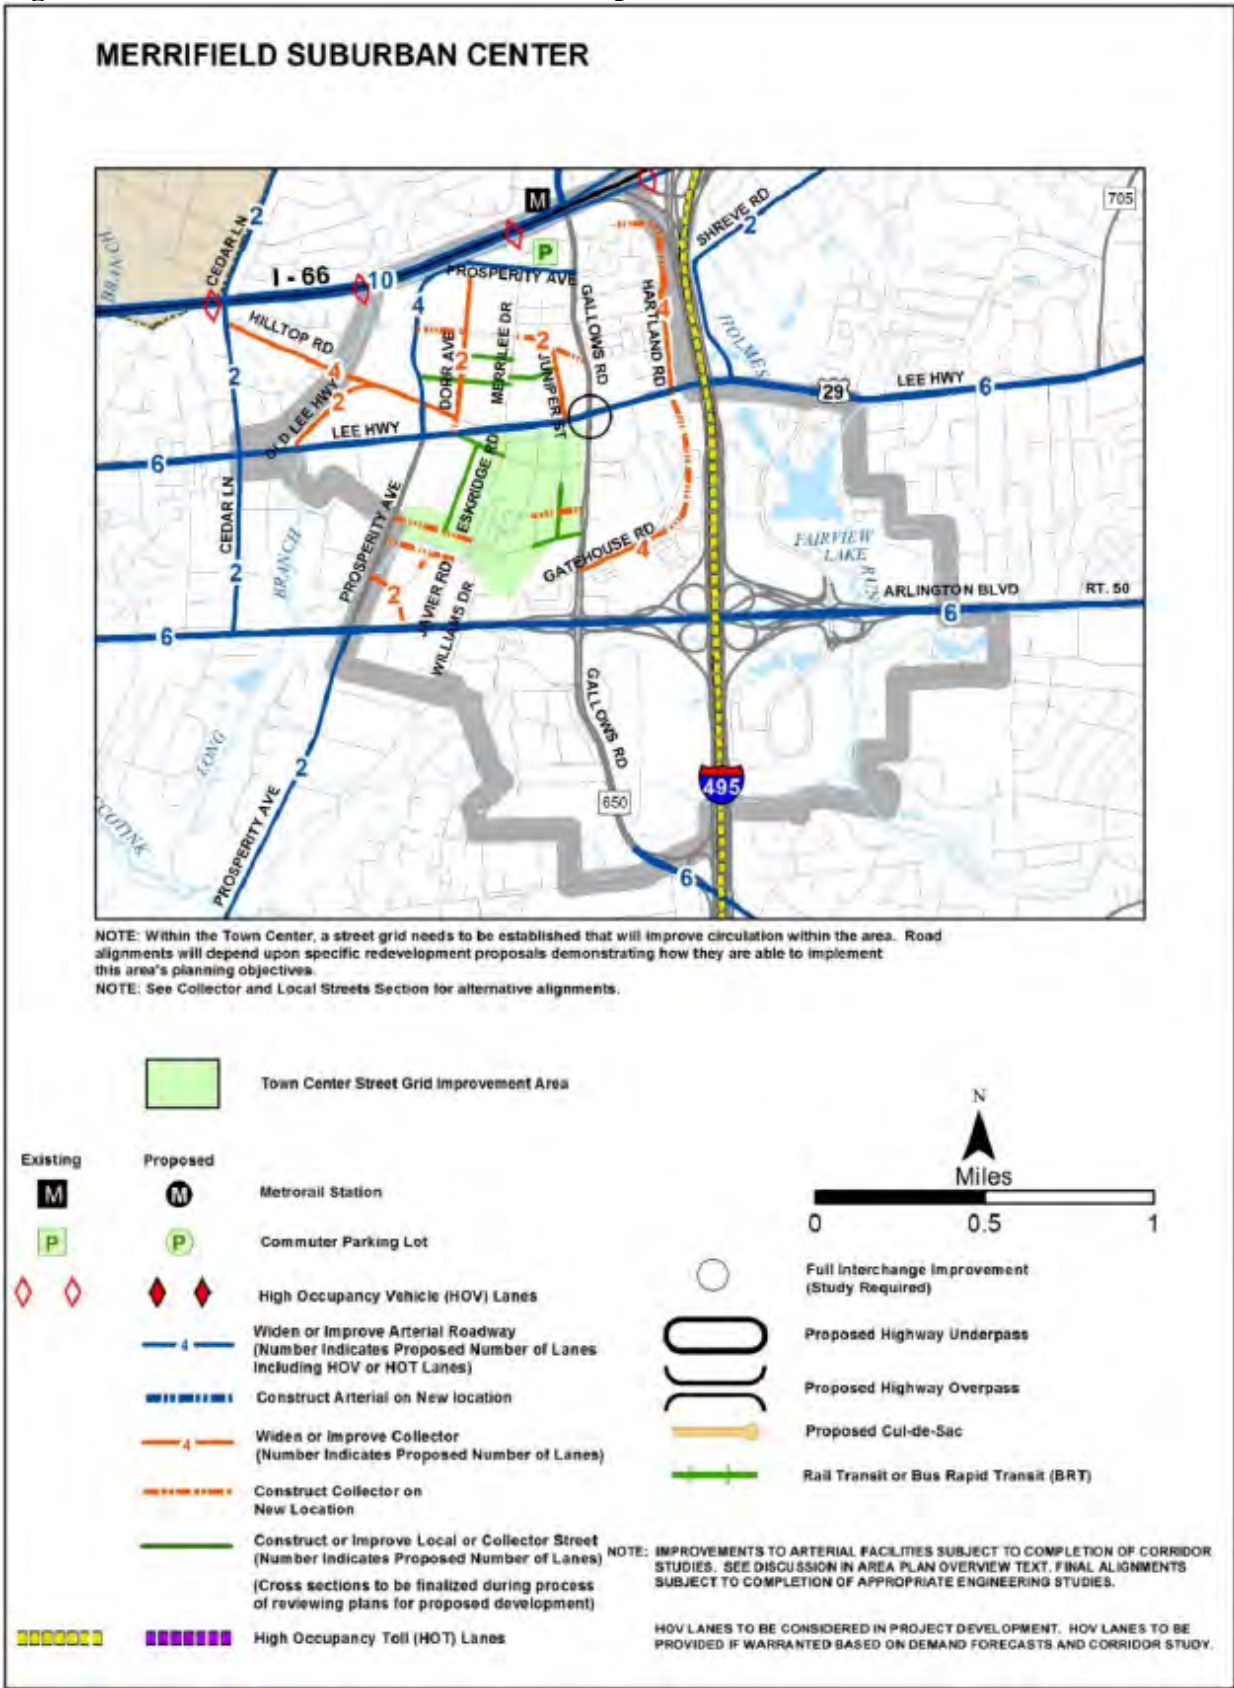 MERRIFIELD SUBURBAN CENTER
M
705
CEDAR LN
2
SHREVE RD
2
P
I - 66
10
PROSPERITY AVE
4
HILLTOP RD
4
2
OLD LEE HWY
2
DORR AVE
2
MERRILEE DR
2
JUNIPER ST
GALLOWS RD
HARTLAND RD
4
HOLMES
29
LEE HWY
6
LEE HWY
6
CEDAR LN
2
BRANCH
PROSPERITY AVE
ESKRIDGE RD
GATEHOUSE RD
4
FAIRVIEW
LAKE
RUN
2
JAVIER RD
WILLIAMS DR
ARLINGTON BLVD
RT. 50
6
6
LONG
GALLOWS RD
2
PROSPERITY AVE
650
495
6
NOTE: Within the Town Center, a street grid needs to be established that will improve circulation within the area. Road
alignments will depend upon specific redevelopment proposals demonstrating how they are able to implement
this area's planning objectives.
NOTE: See Collector and Local Streets Section for alternative alignments.
Town Center Street Grid Improvement Area
N
Miles
0 0.5 1
Existing Proposed
M M Metrorail Station
P P Commuter Parking Lot
High Occupancy Vehicle (HOV) Lanes
4 Widen or Improve Arterial Roadway
(Number Indicates Proposed Number of Lanes
Including HOV or HOT Lanes)
Construct Arterial on New location
4 Widen or Improve Collector
(Number Indicates Proposed Number of Lanes)
Construct Collector on
New Location
Construct or Improve Local or Collector Street
(Number Indicates Proposed Number of Lanes)
(Cross sections to be finalized during process
of reviewing plans for proposed development)
High Occupancy Toll (HOT) Lanes
Full Interchange Improvement
(Study Required)
Proposed Highway Underpass
Proposed Highway Overpass
Proposed Cul-de-Sac
Rail Transit or Bus Rapid Transit (BRT)
NOTE: IMPROVEMENTS TO ARTERIAL FACILITIES SUBJECT TO COMPLETION OF CORRIDOR
STUDIES. SEE DISCUSSION IN AREA PLAN OVERVIEW TEXT. FINAL ALIGNMENTS
SUBJECT TO COMPLETION OF APPROPRIATE ENGINEERING STUDIES.
HOV LANES TO BE CONSIDERED IN PROJECT DEVELOPMENT. HOV LANES TO BE
PROVIDED IF WARRANTED BASED ON DEMAND FORECASTS AND CORRIDOR STUDY.